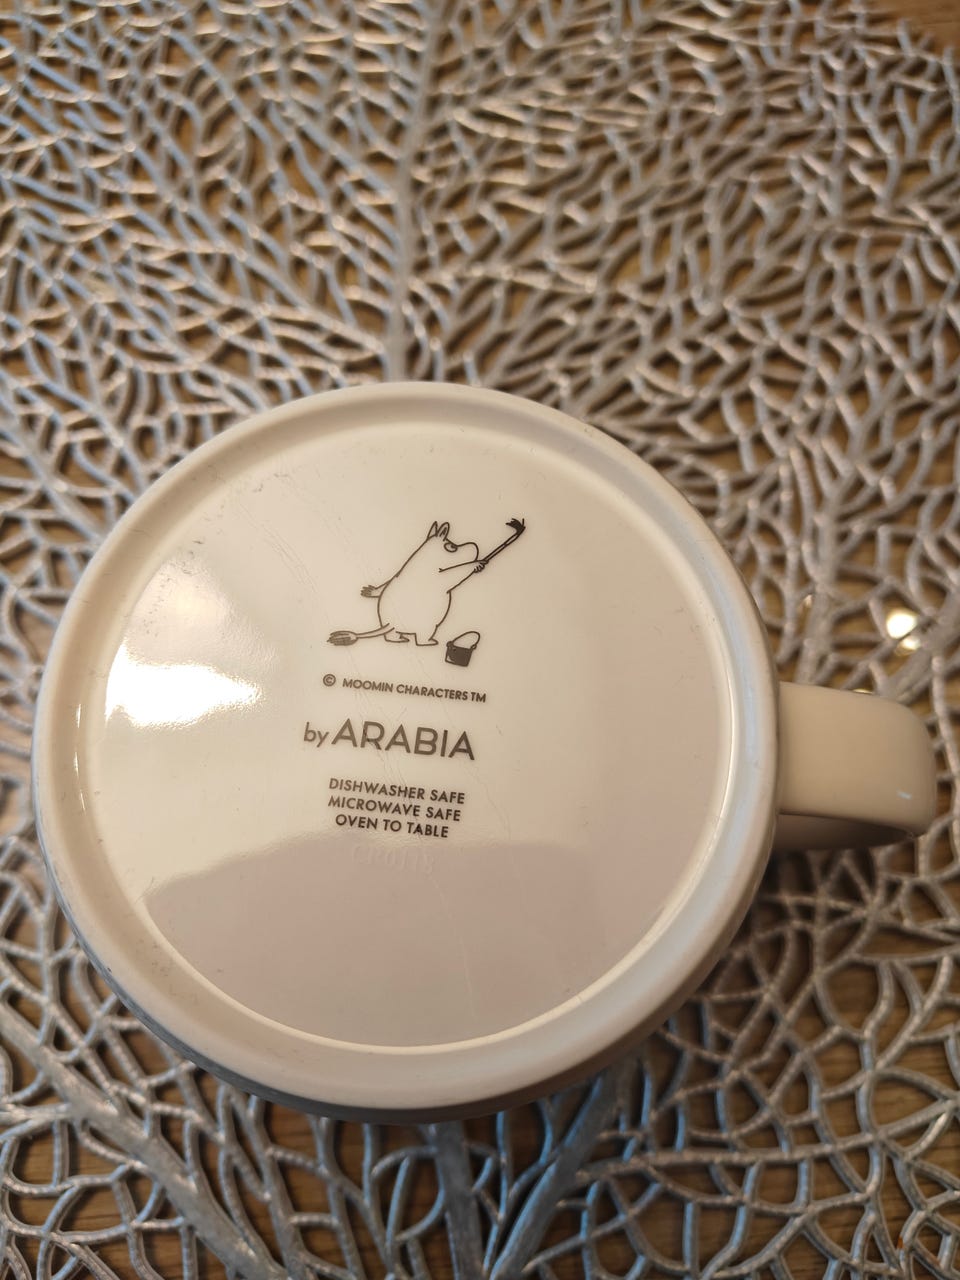 © MOOMIN CHARACTERS TM
by ARABIA
DISHWASHER SAFE
MICROWAVE SAFE
OVEN TO TABLE